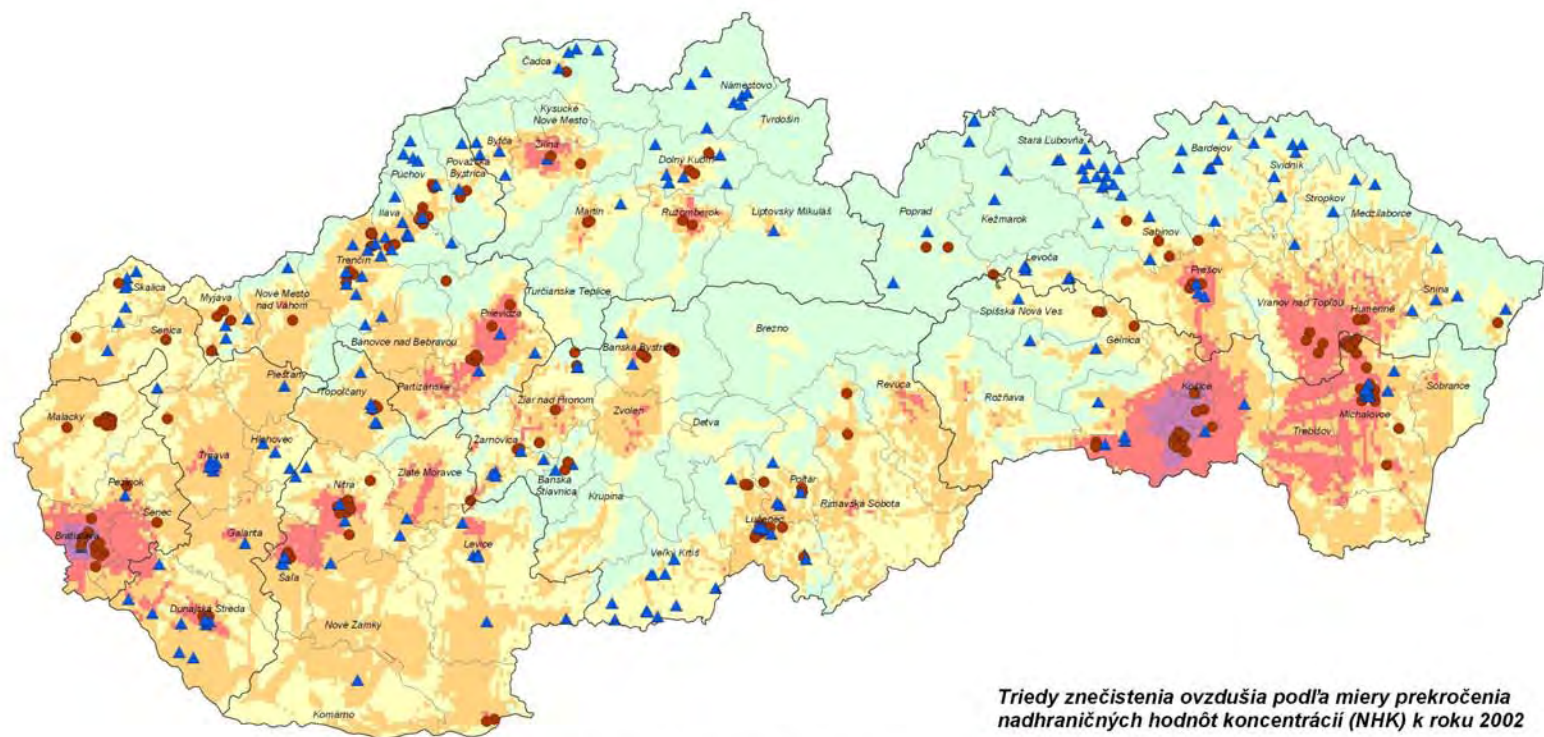 Čadca
Námestovo
Kysucké
Nové Mesto
Tvrdošín
Bytča
Žilina
Stará Ľubovňa
Bardejov
Svidník
Považská
Bystrica
Púchov
Dolný Kubín
Stropkov
Medzilaborce
Ilava
Martin
Ružomberok
Liptovský Mikuláš
Poprad
Kežmarok
Sabinov
Trenčín
Levoča
Prešov
Skalica
Myjava
Nové Mesto
nad Váhom
Turčianske Teplice
Prievidza
Spišská Nová Ves
Vranov nad Topľou
Humenné
Snina
Senica
Bánovce nad Bebravou
Banská Bystrica
Brezno
Gelnica
Piešťany
Topoľčany
Partizánske
Žiar nad Hronom
Zvolen
Detva
Revúca
Rožňava
Košice
Sobrance
Michalovce
Trebišov
Malacky
Hlohovec
Trnava
Žarnovica
Zlaté Moravce
Banská
Štiavnica
Krupina
Poltár
Rimavská Sobota
Pezinok
Nitra
Senec
Galanta
Lučenec
Bratislava
Šaľa
Levice
Veľký Krtíš
Dunajská Streda
Nové Zámky
Komárno
Triedy znečistenia ovzdušia podľa miery prekročenia
nadhraničných hodnôt koncentrácií (NHK) k roku 2002